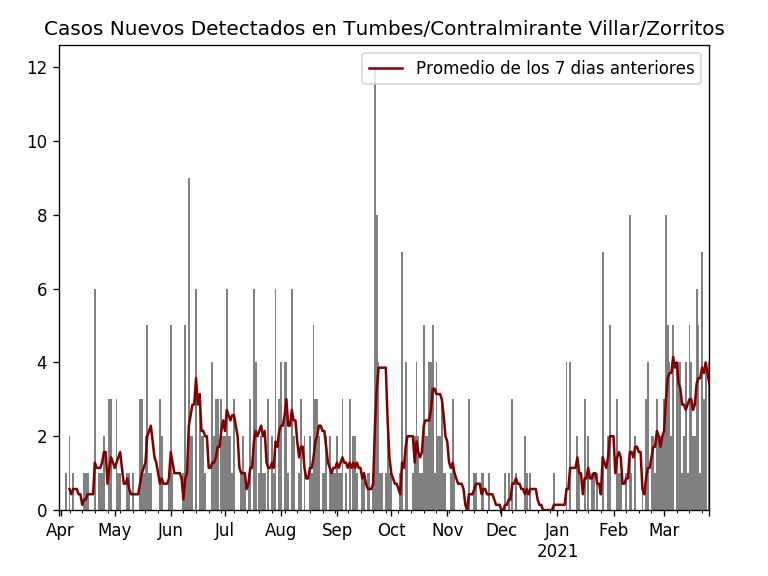 Casos Nuevos Detectados en Tumbes/Contralmirante Villar/Zorritos
Promedio de los 7 dias anteriores
12
10
8
6
4
2
0
Apr May Jun Jul Aug Sep Oct Nov Dec Jan Feb Mar
2021